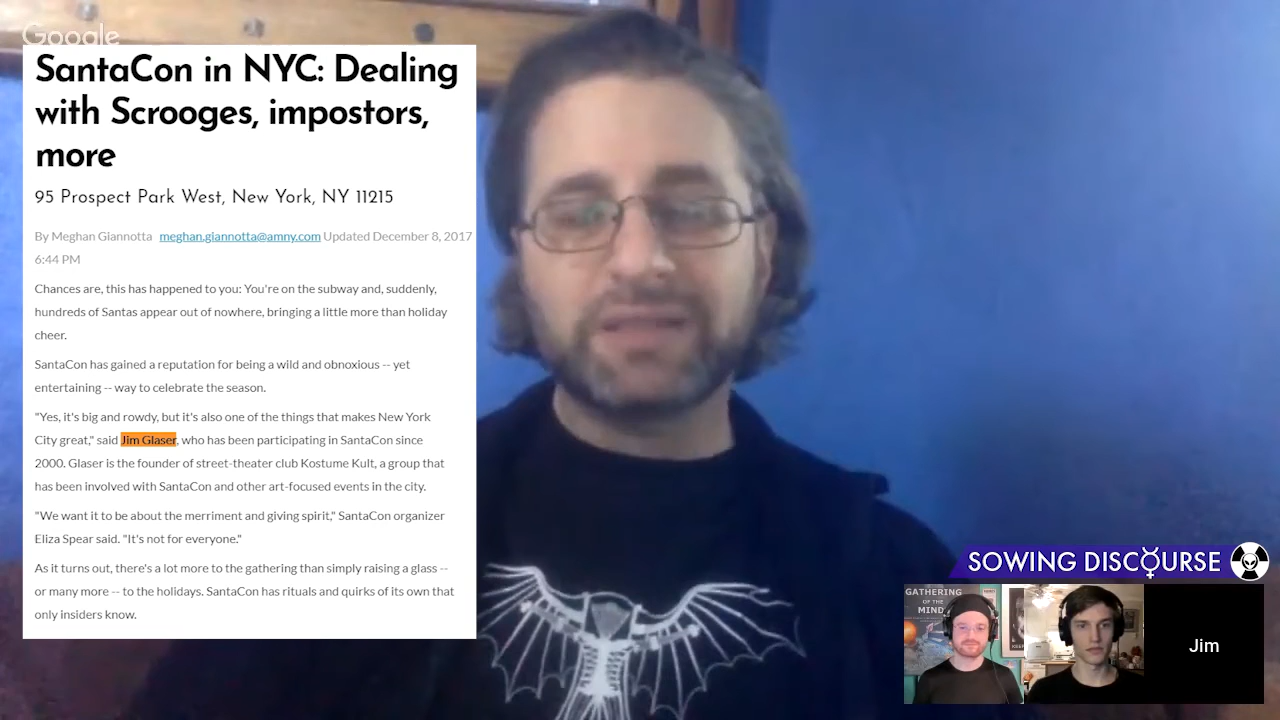 Google
SantaCon in NYC: Dealing
with Scrooges, impostors,
more
95 Prospect Park West, New York, NY 11215
By Meghan Giannotta meghan.giannotta@amny.com Updated December 8, 2017
6:44 PM
Chances are, this has happened to you: You're on the subway and, suddenly,
hundreds of Santas appear out of nowhere, bringing a little more than holiday
cheer.
SantaCon has gained a reputation for being a wild and obnoxious -- yet
entertaining -- way to celebrate the season.
"Yes, it's big and rowdy, but it's also one of the things that makes New York
City great," said Jim Glaser, who has been participating in SantaCon since
2000. Glaser is the founder of street-theater club Kostume Kult, a group that
has been involved with SantaCon and other art-focused events in the city.
"We want it to be about the merriment and giving spirit," SantaCon organizer
Eliza Spear said. "It's not for everyone."
As it turns out, there's a lot more to the gathering than simply raising a glass --
or many more -- to the holidays. SantaCon has rituals and quirks of its own that
only insiders know.
SOWING DISCOURSE
GATHERING
OF THE
MIND
Jim